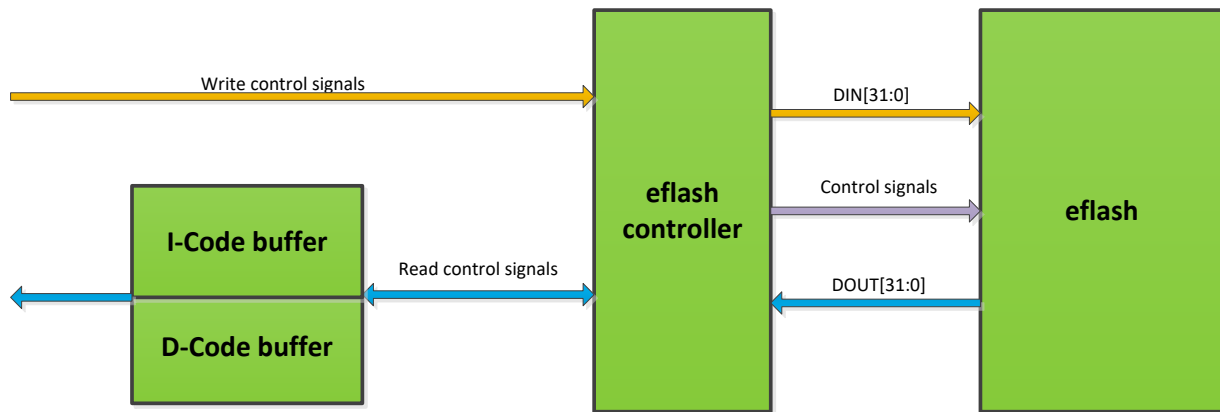 Write control signals
DIN[31:0]
eflash
controller
Control signals
eflash
I-Code buffer
Read control signals
DOUT[31:0]
D-Code buffer